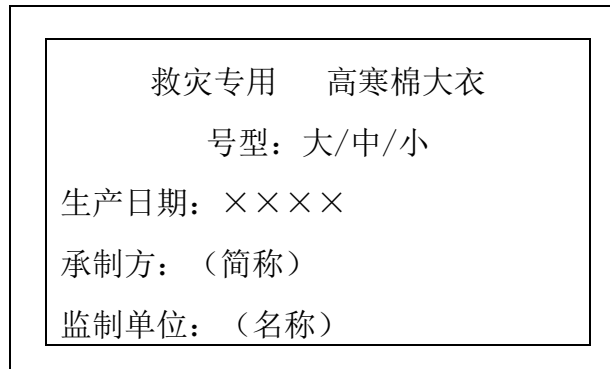 救灾专用 高寒棉大衣
号型：大/中/小
生产日期：××××
承制方：（简称）
监制单位：（名称）